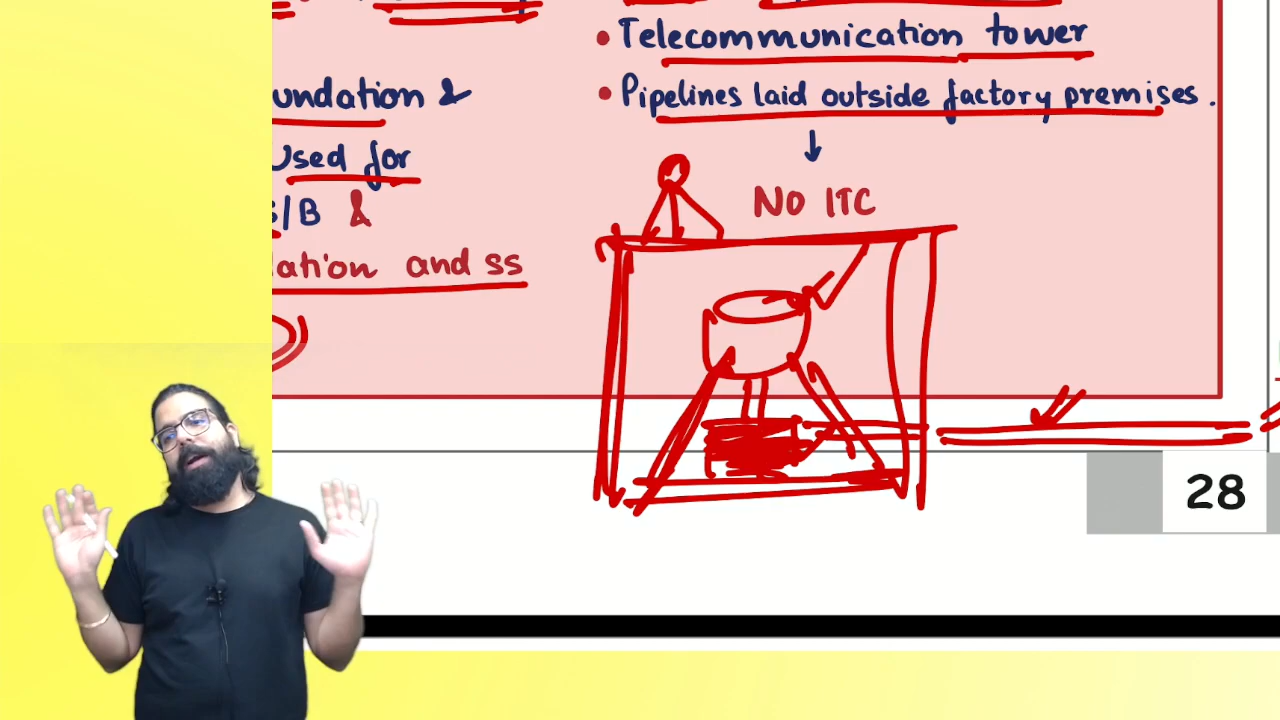 undation &
Used for
S/B &
lation and ss
• Telecommunication tower
• Pipelines laid outside factory premises.
↓
NO ITC
28